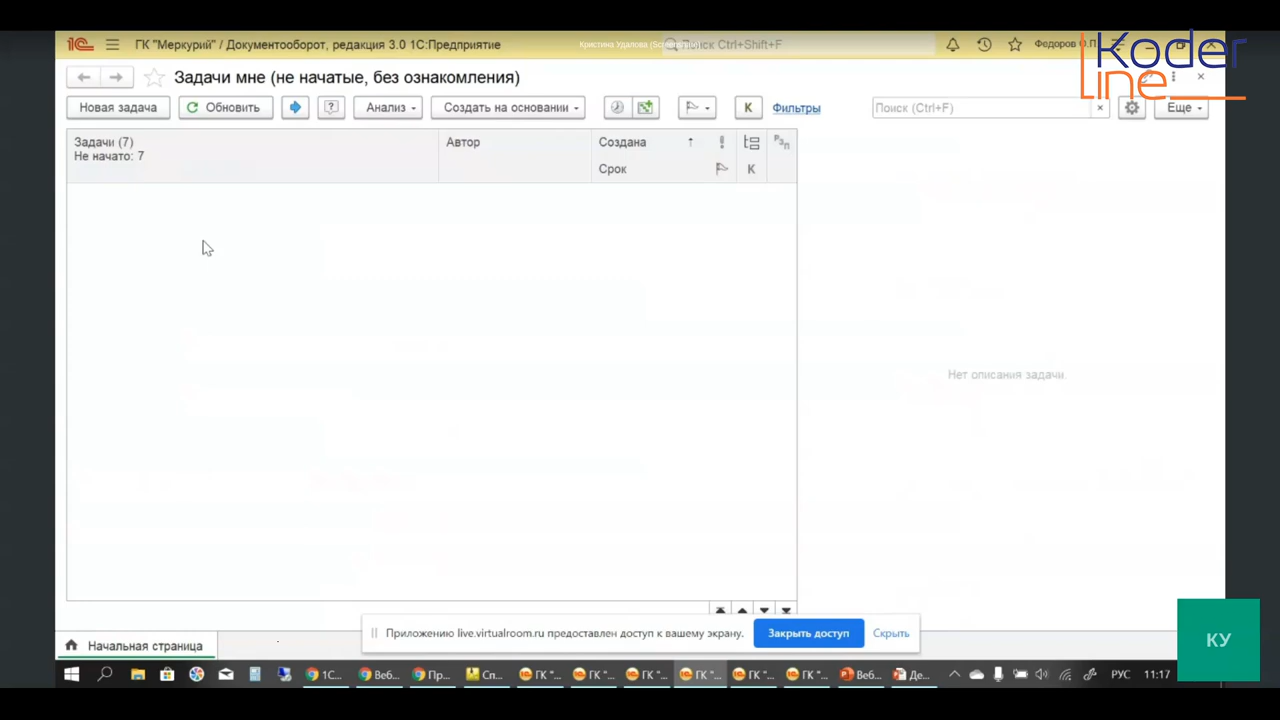 ГК "Меркурий" / Документооборот, редакция 3.0 1С:Предприятие
Кристина Удалова
Поиск Ctrl+Shift+F
Федоров О.П.
Koder
line
Задачи мне (не начатые, без ознакомления)
Новая задача
Обновить
Анализ
Создать на основании
К
Фильтры
Поиск (Ctrl+F)
Еще
Задачи (7)
Не начато: 7
Автор
Создана
Срок
К
Нет описания задачи.
Приложению live.virtualroom.ru предоставлен доступ к вашему экрану.
Закрыть доступ
Скрыть
Начальная страница
КУ
1С...
Веб...
Пр...
Сп...
ГК "...
ГК "...
ГК "...
ГК "...
ГК "...
ГК "...
Веб...
Де...
РУС
11:17